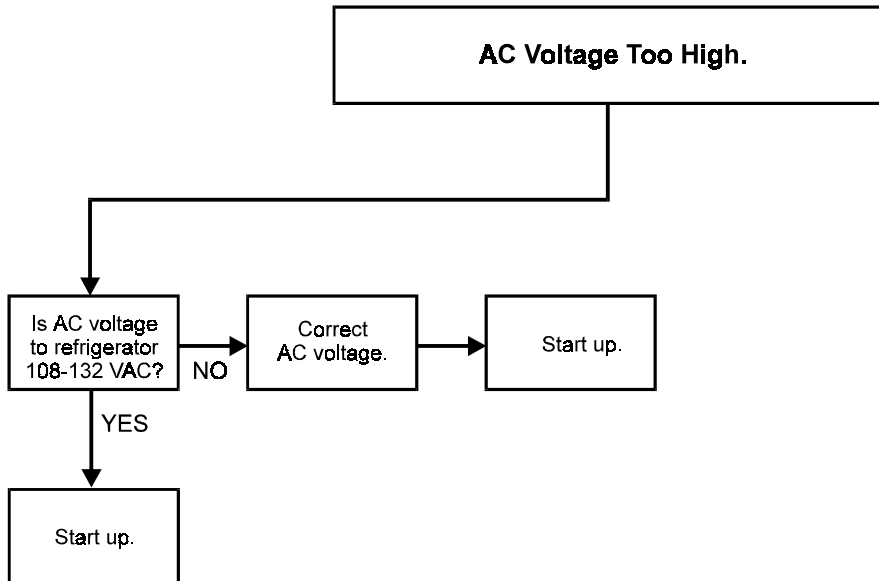 AC Voltage Too High.
Is AC voltage
to refrigerator
108-132 VAC?
NO
Correct
AC voltage.
Start up.
YES
Start up.